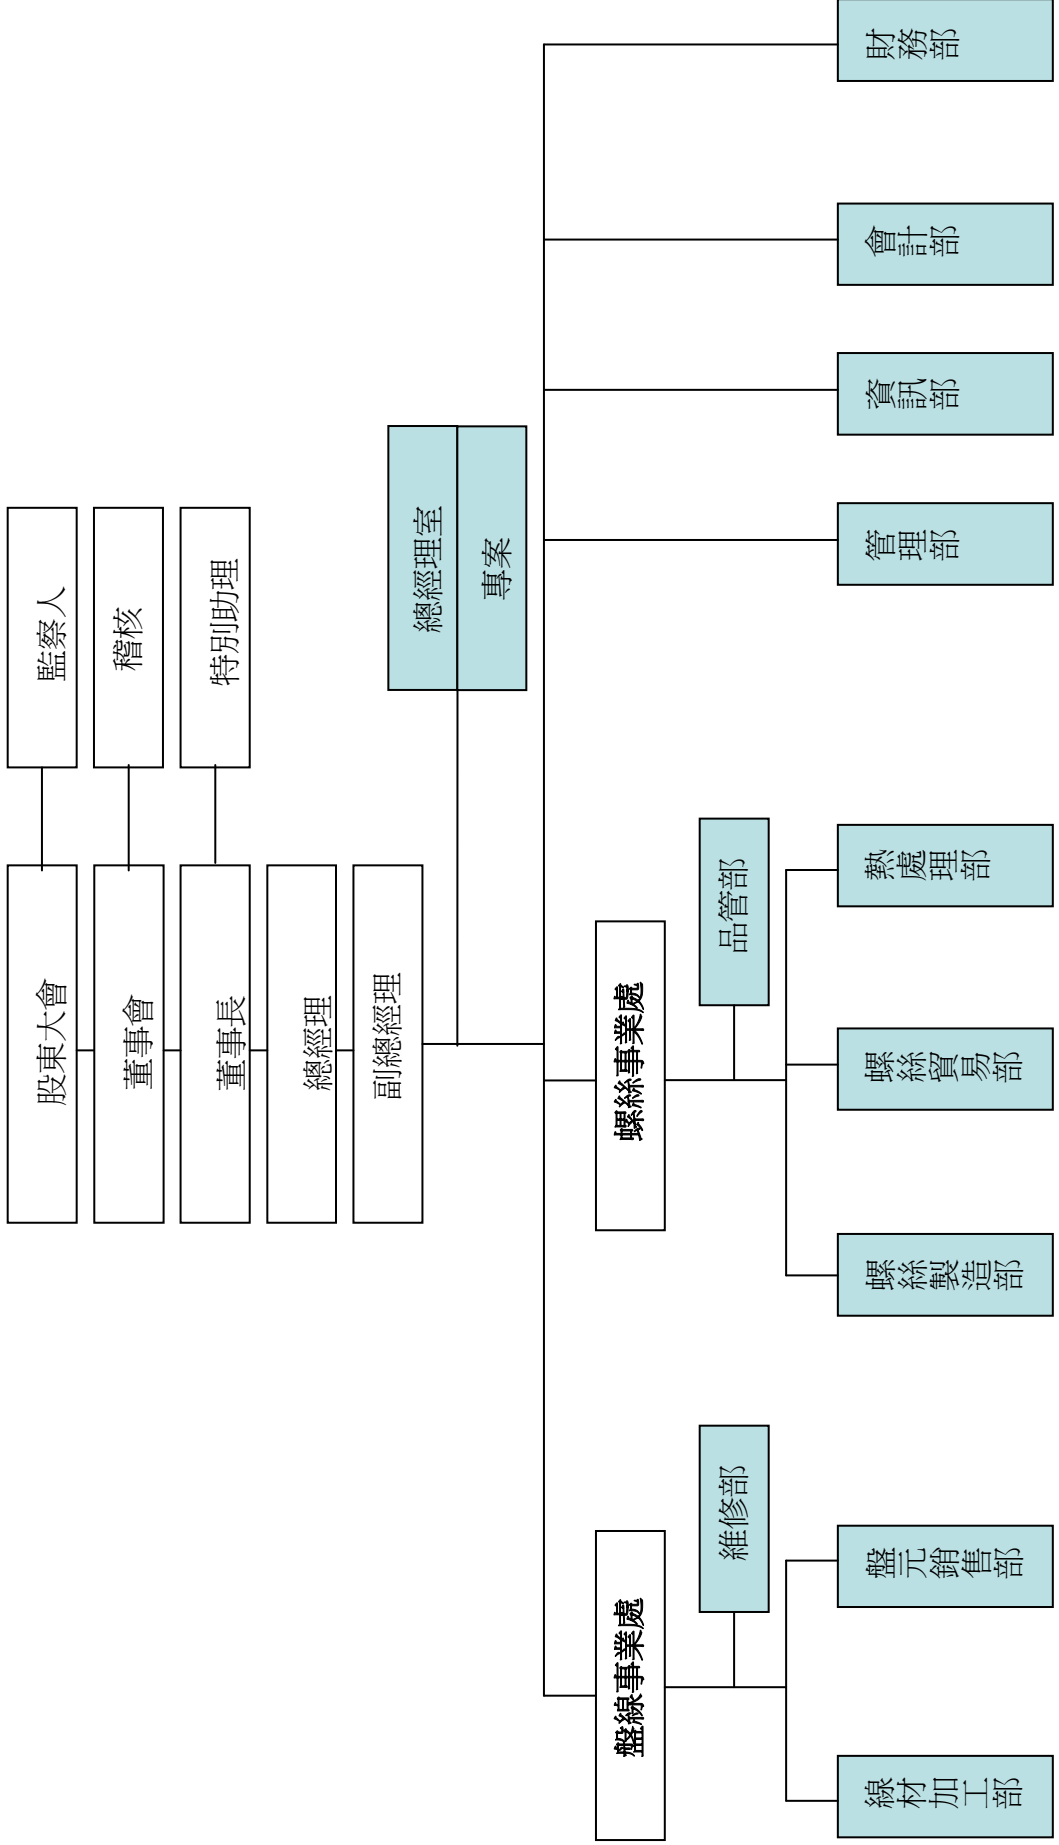 股東大會
監察人
董事會
稽核
董事長
特別助理
總經理
副總經理
總經理室
專案
盤線事業處
螺絲事業處
維修部
品管部
線材加工部
盤元銷售部
螺絲製造部
螺絲貿易部
熱處理部
管理部
資訊部
會計部
財務部